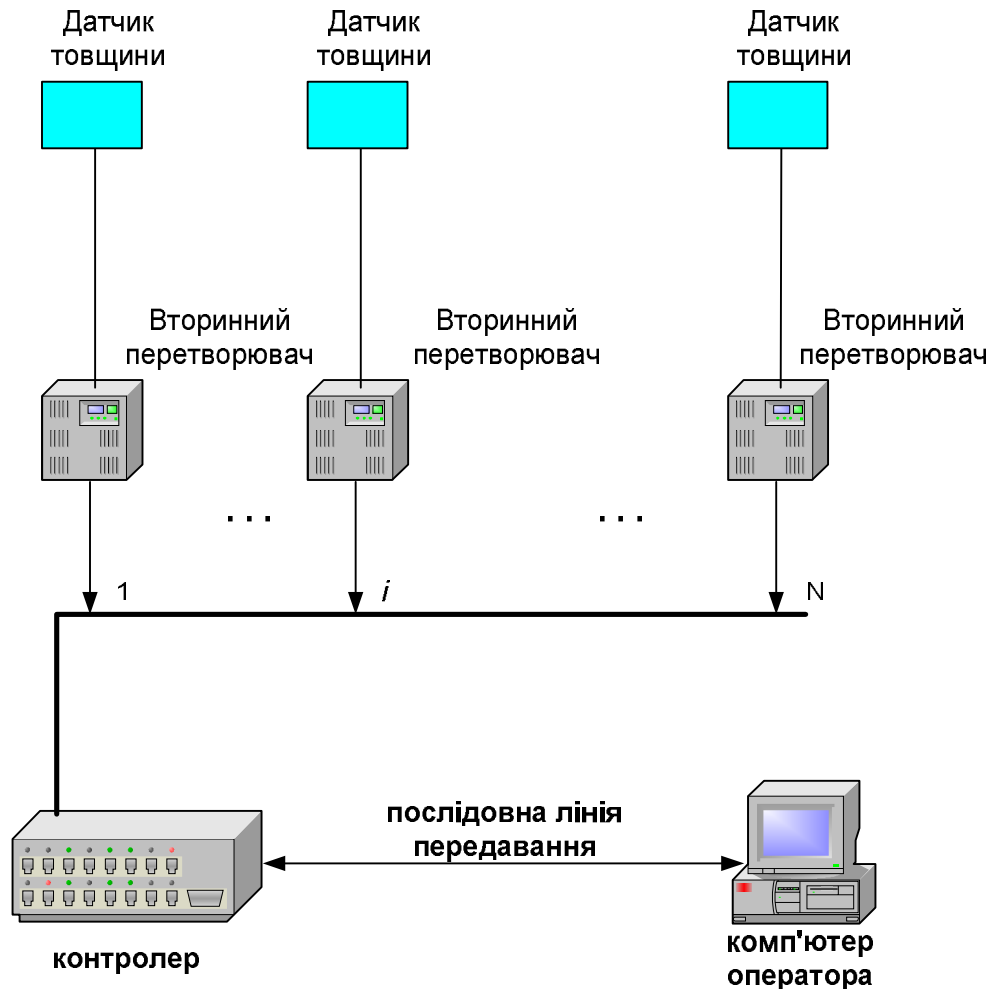 Датчик
товщини
Датчик
товщини
Датчик
товщини
Вторинний
перетворювач
Вторинний
перетворювач
Вторинний
перетворювач
...
...
1
i
N
послідовна лінія
передавання
контролер
комп'ютер
оператора